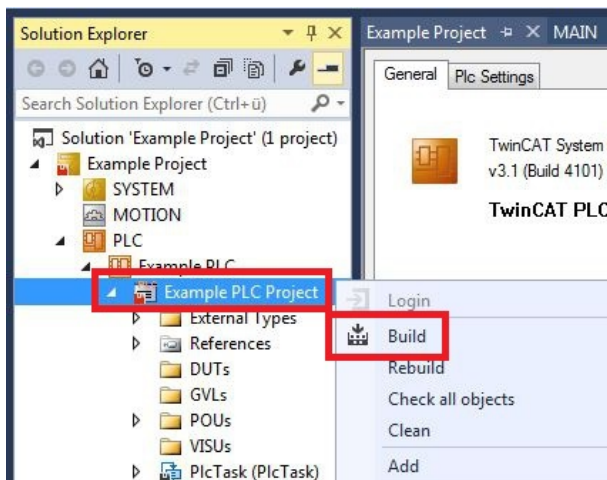 Solution Explorer
Search Solution Explorer (Ctrl+ü)
Solution 'Example Project' (1 project)
Example Project
SYSTEM
MOTION
PLC
Example PLC
Example PLC Project
External Types
References
DUTs
GVLs
POUs
VISUs
PlcTask (PlcTask)
Example Project MAIN
General Plc Settings
TwinCAT System
v3.1 (Build 4101)
TwinCAT PLC
Login
Build
Rebuild
Check all objects
Clean
Add